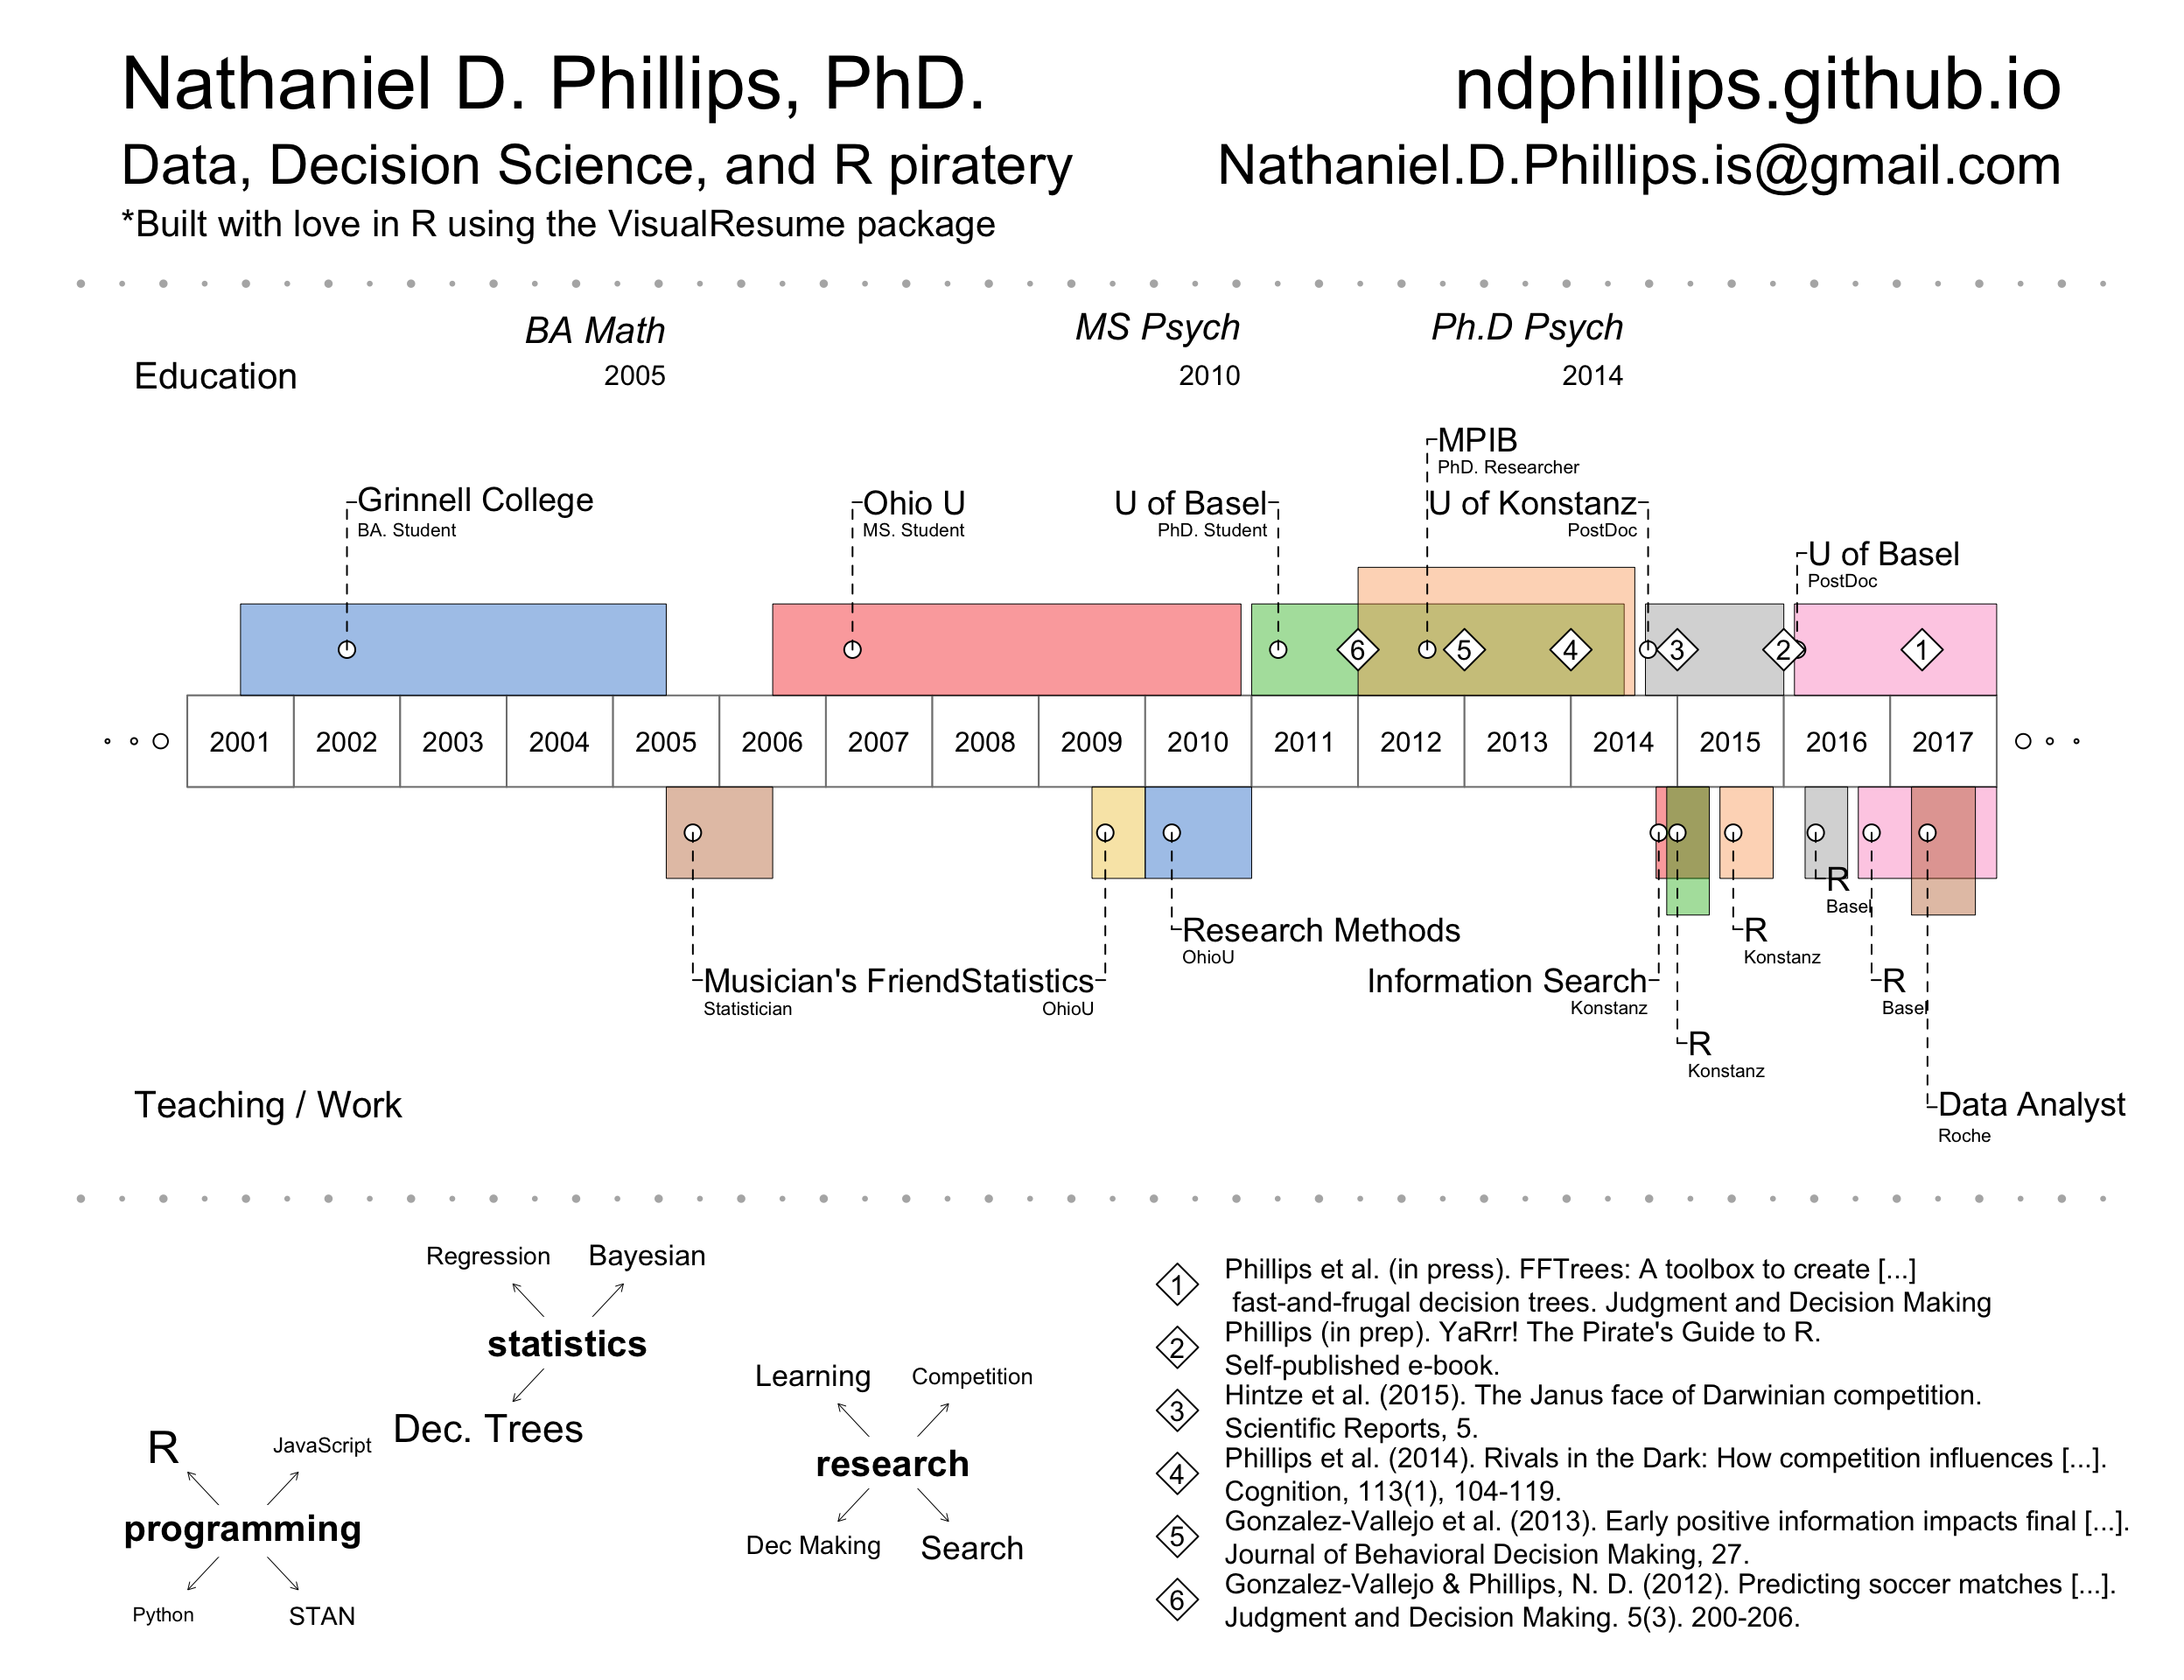 Nathaniel D. Phillips, PhD.
ndphillips.github.io
Data, Decision Science, and R piratery
Nathaniel.D.Phillips.is@gmail.com
*Built with love in R using the VisualResume package
BA Math
MS Psych
Ph.D Psych
Education
2005
2010
2014
MPIB
PhD. Researcher
Grinnell College
BA. Student
Ohio U
MS. Student
U of Basel
PhD. Student
U of Konstanz
PostDoc
U of Basel
PostDoc
6
5
4
3
2
1
2001
2002
2003
2004
2005
2006
2007
2008
2009
2010
2011
2012
2013
2014
2015
2016
2017
R
Basel
Research Methods
OhioU
R
Konstanz
Musician's Friend
Statistician
Statistics
OhioU
Information Search
Konstanz
R
Basel
R
Konstanz
Teaching / Work
Data Analyst
Roche
Regression
Bayesian
statistics
Dec. Trees
Learning
Competition
research
Dec Making
Search
R
JavaScript
programming
Python
STAN
1
Phillips et al. (in press). FFTrees: A toolbox to create [...]
fast-and-frugal decision trees. Judgment and Decision Making
2
Phillips (in prep). YaRrr! The Pirate's Guide to R.
Self-published e-book.
3
Hintze et al. (2015). The Janus face of Darwinian competition.
Scientific Reports, 5.
4
Phillips et al. (2014). Rivals in the Dark: How competition influences [...].
Cognition, 113(1), 104-119.
5
Gonzalez-Vallejo et al. (2013). Early positive information impacts final [...].
Journal of Behavioral Decision Making, 27.
6
Gonzalez-Vallejo & Phillips, N. D. (2012). Predicting soccer matches [...].
Judgment and Decision Making. 5(3). 200-206.